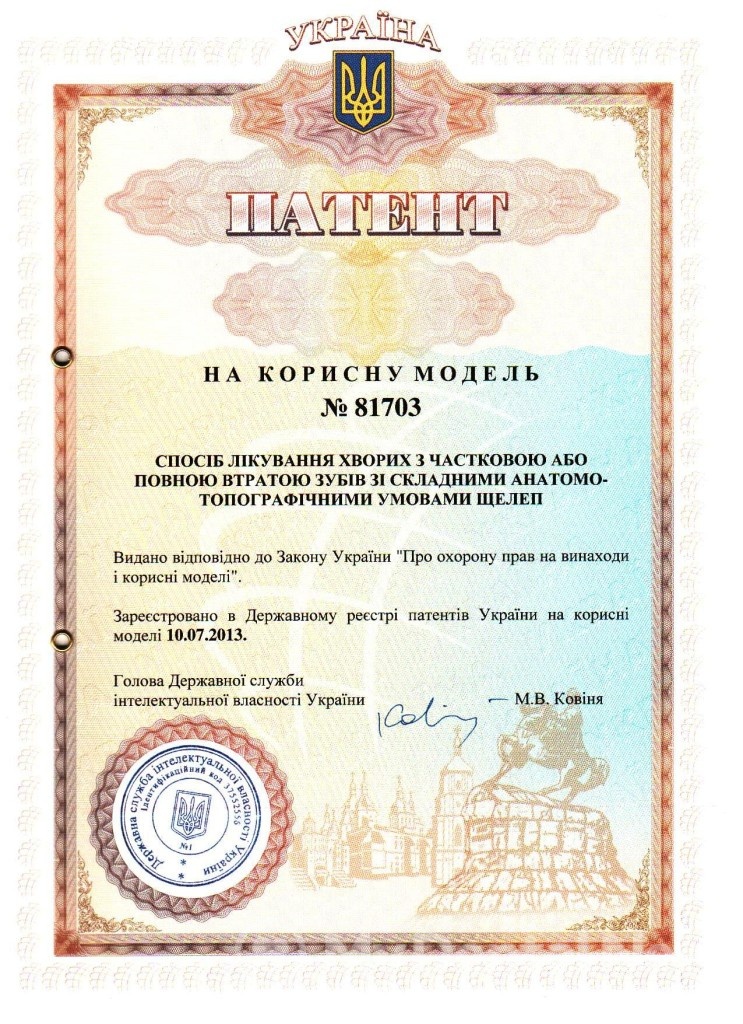 УКРАЇНА
ПАТЕНТ
НА КОРИСНУ МОДЕЛЬ
№ 81703
СПОСІБ ЛІКУВАННЯ ХВОРИХ З ЧАСТКОВОЮ АБО
ПОВНОЮ ВТРАТОЮ ЗУБІВ ЗІ СКЛАДНИМИ АНАТОМО-
ТОПОГРАФІЧНИМИ УМОВАМИ ЩЕЛЕП
Видано відповідно до Закону України "Про охорону прав на винаходи
і корисні моделі".
Зареєстровано в Державному реєстрі патентів України на корисні
моделі 10.07.2013.
Голова Державної служби
інтелектуальної власності України
— М.В. Ковіня
Державна служба інтелектуальної власності України
Ідентифікаційний код 37552556
№1
* *